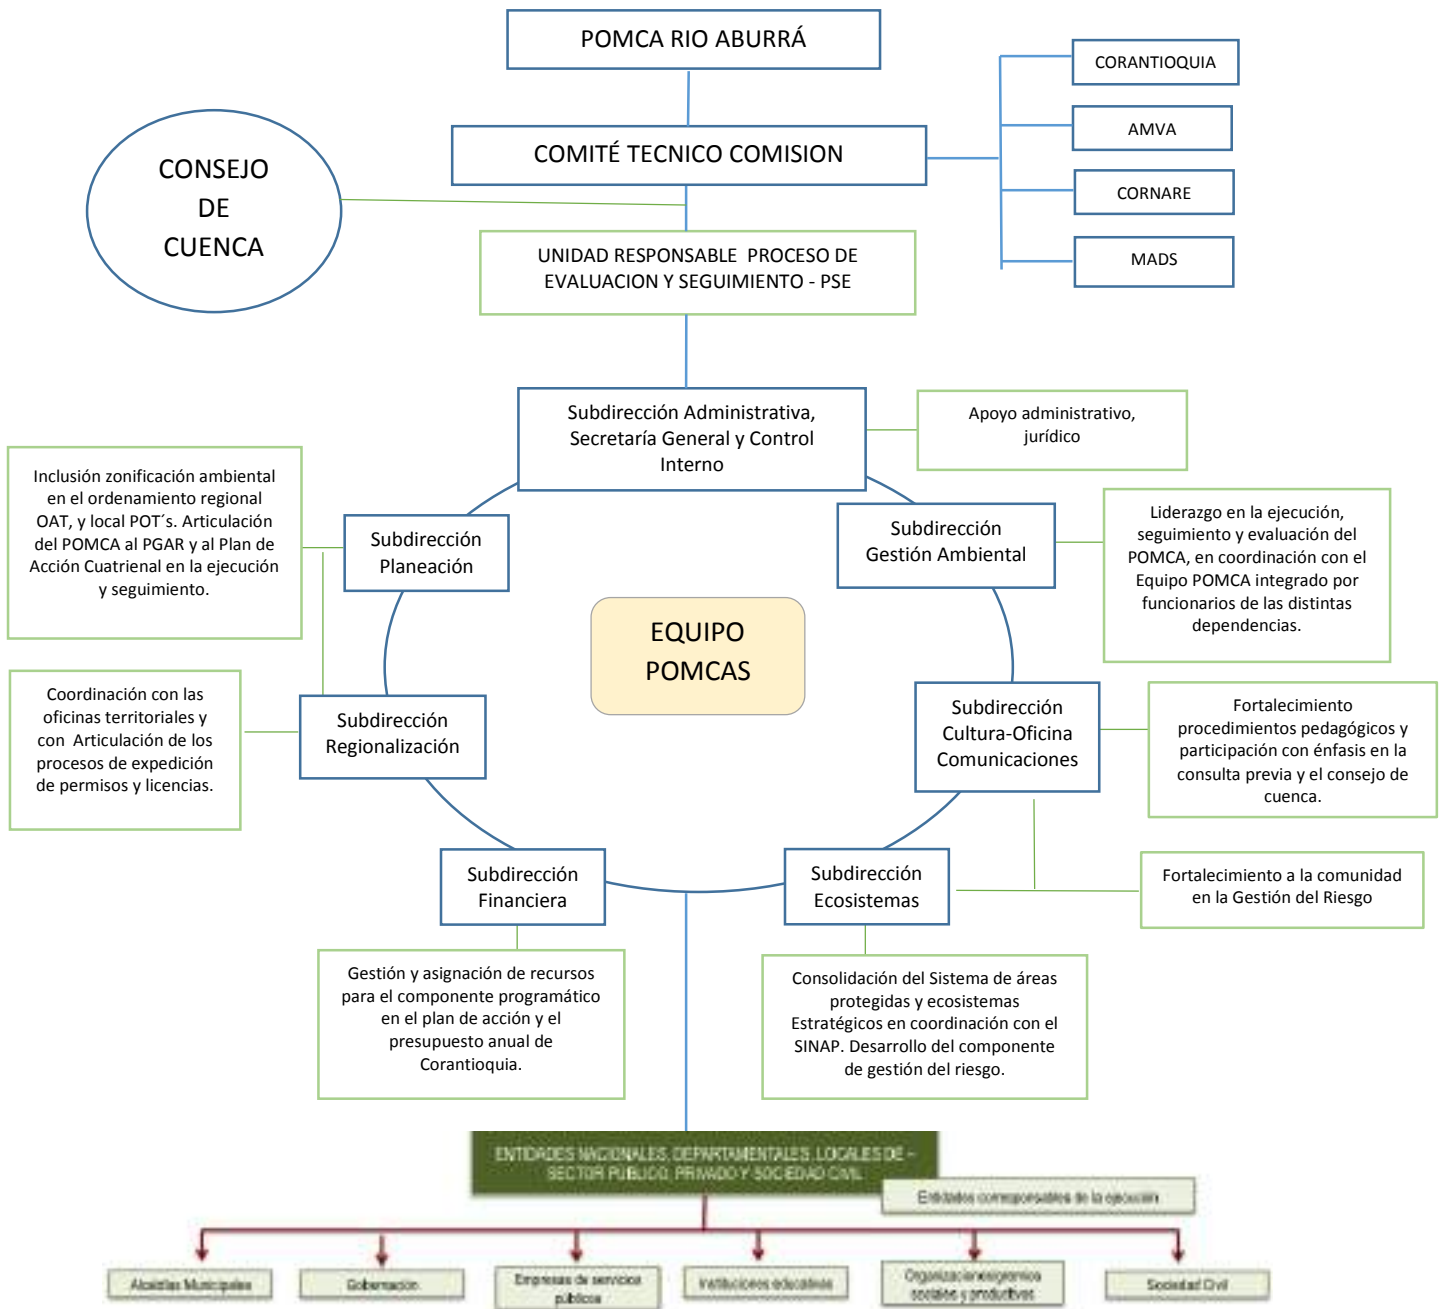 POMCA RIO ABURRÁ
CORANTIOQUIA
AMVA
CORNARE
MADS
COMITÉ TECNICO COMISION
CONSEJO
DE
CUENCA
UNIDAD RESPONSABLE PROCESO DE
EVALUACION Y SEGUIMIENTO - PSE
Subdirección Administrativa,
Secretaría General y Control
Interno
Apoyo administrativo,
jurídico
Inclusión zonificación ambiental
en el ordenamiento regional
OAT, y local POT´s. Articulación
del POMCA al PGAR y al Plan de
Acción Cuatrienal en la ejecución
y seguimiento.
Subdirección
Planeación
Subdirección
Gestión Ambiental
Liderazgo en la ejecución,
seguimiento y evaluación del
POMCA, en coordinación con el
Equipo POMCA integrado por
funcionarios de las distintas
dependencias.
EQUIPO
POMCAS
Coordinación con las
oficinas territoriales y
con Articulación de los
procesos de expedición
de permisos y licencias.
Subdirección
Regionalización
Subdirección
Cultura-Oficina
Comunicaciones
Fortalecimiento
procedimientos pedagógicos y
participación con énfasis en la
consulta previa y el consejo de
cuenca.
Subdirección
Financiera
Subdirección
Ecosistemas
Fortalecimiento a la comunidad
en la Gestión del Riesgo
Gestión y asignación de recursos
para el componente programático
en el plan de acción y el
presupuesto anual de
Corantioquia.
Consolidación del Sistema de áreas
protegidas y ecosistemas
Estratégicos en coordinación con el
SINAP. Desarrollo del componente
de gestión del riesgo.
ENTIDADES NACIONALES, DEPARTAMENTALES, LOCALES DE –
SECTOR PÚBLICO, PRIVADO Y SOCIEDAD CIVIL
Entidades corresponsables de la ejecución
Alcaldías Municipales
Gobernación
Empresas de servicios
públicos
Instituciones educativas
sociales y productivos
Sociedad Civil